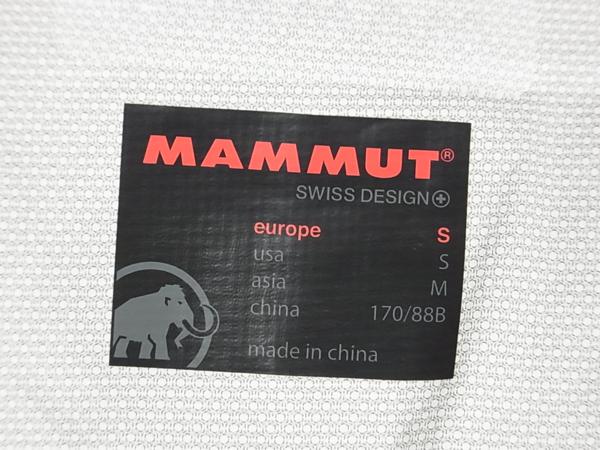 MAMMUT®
SWISS DESIGN
europe S
usa S
asia M
china 170/88B
made in china